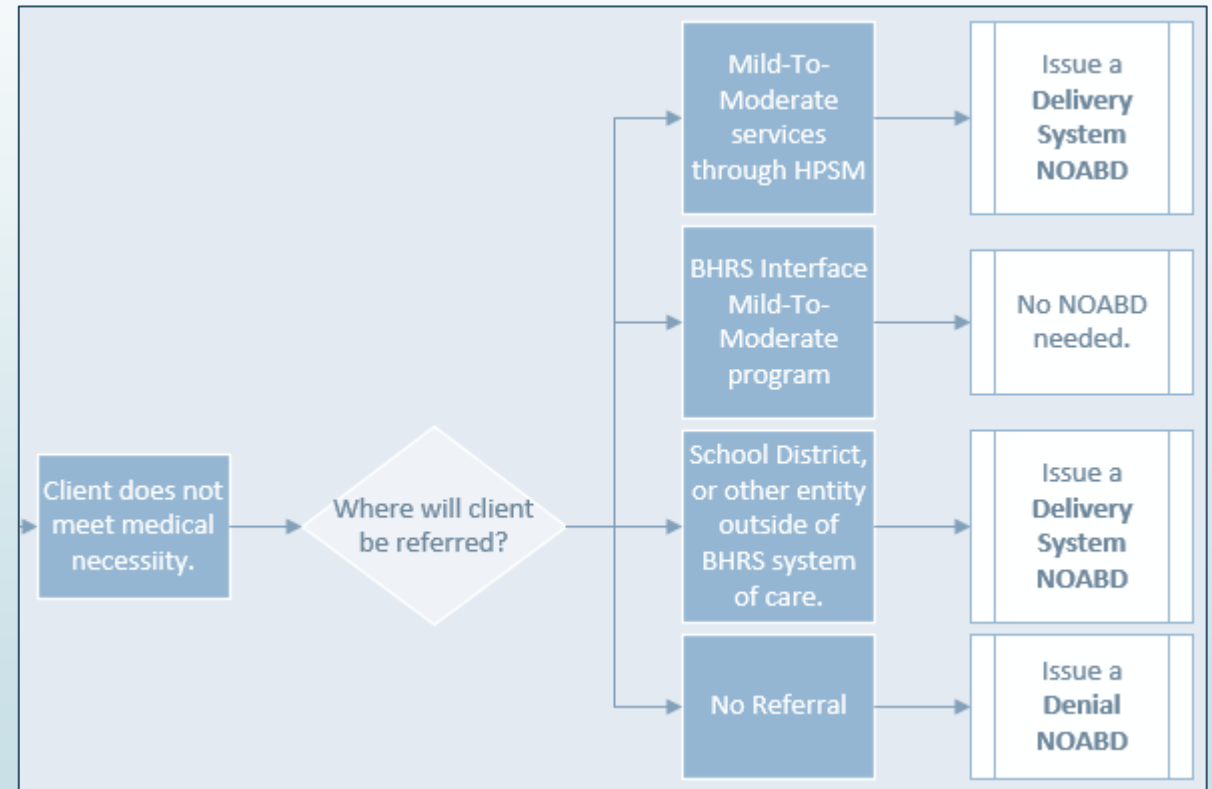 Client does not
meet medical
necessiity.
Where will client
be referred?
Mild-To-
Moderate
services
through HPSM
Issue a
Delivery
System
NOABD
BHRS Interface
Mild-To-
Moderate
program
No NOABD
needed.
School District,
or other entity
outside of
BHRS system
of care.
Issue a
Delivery
System
NOABD
No Referral
Issue a
Denial
NOABD